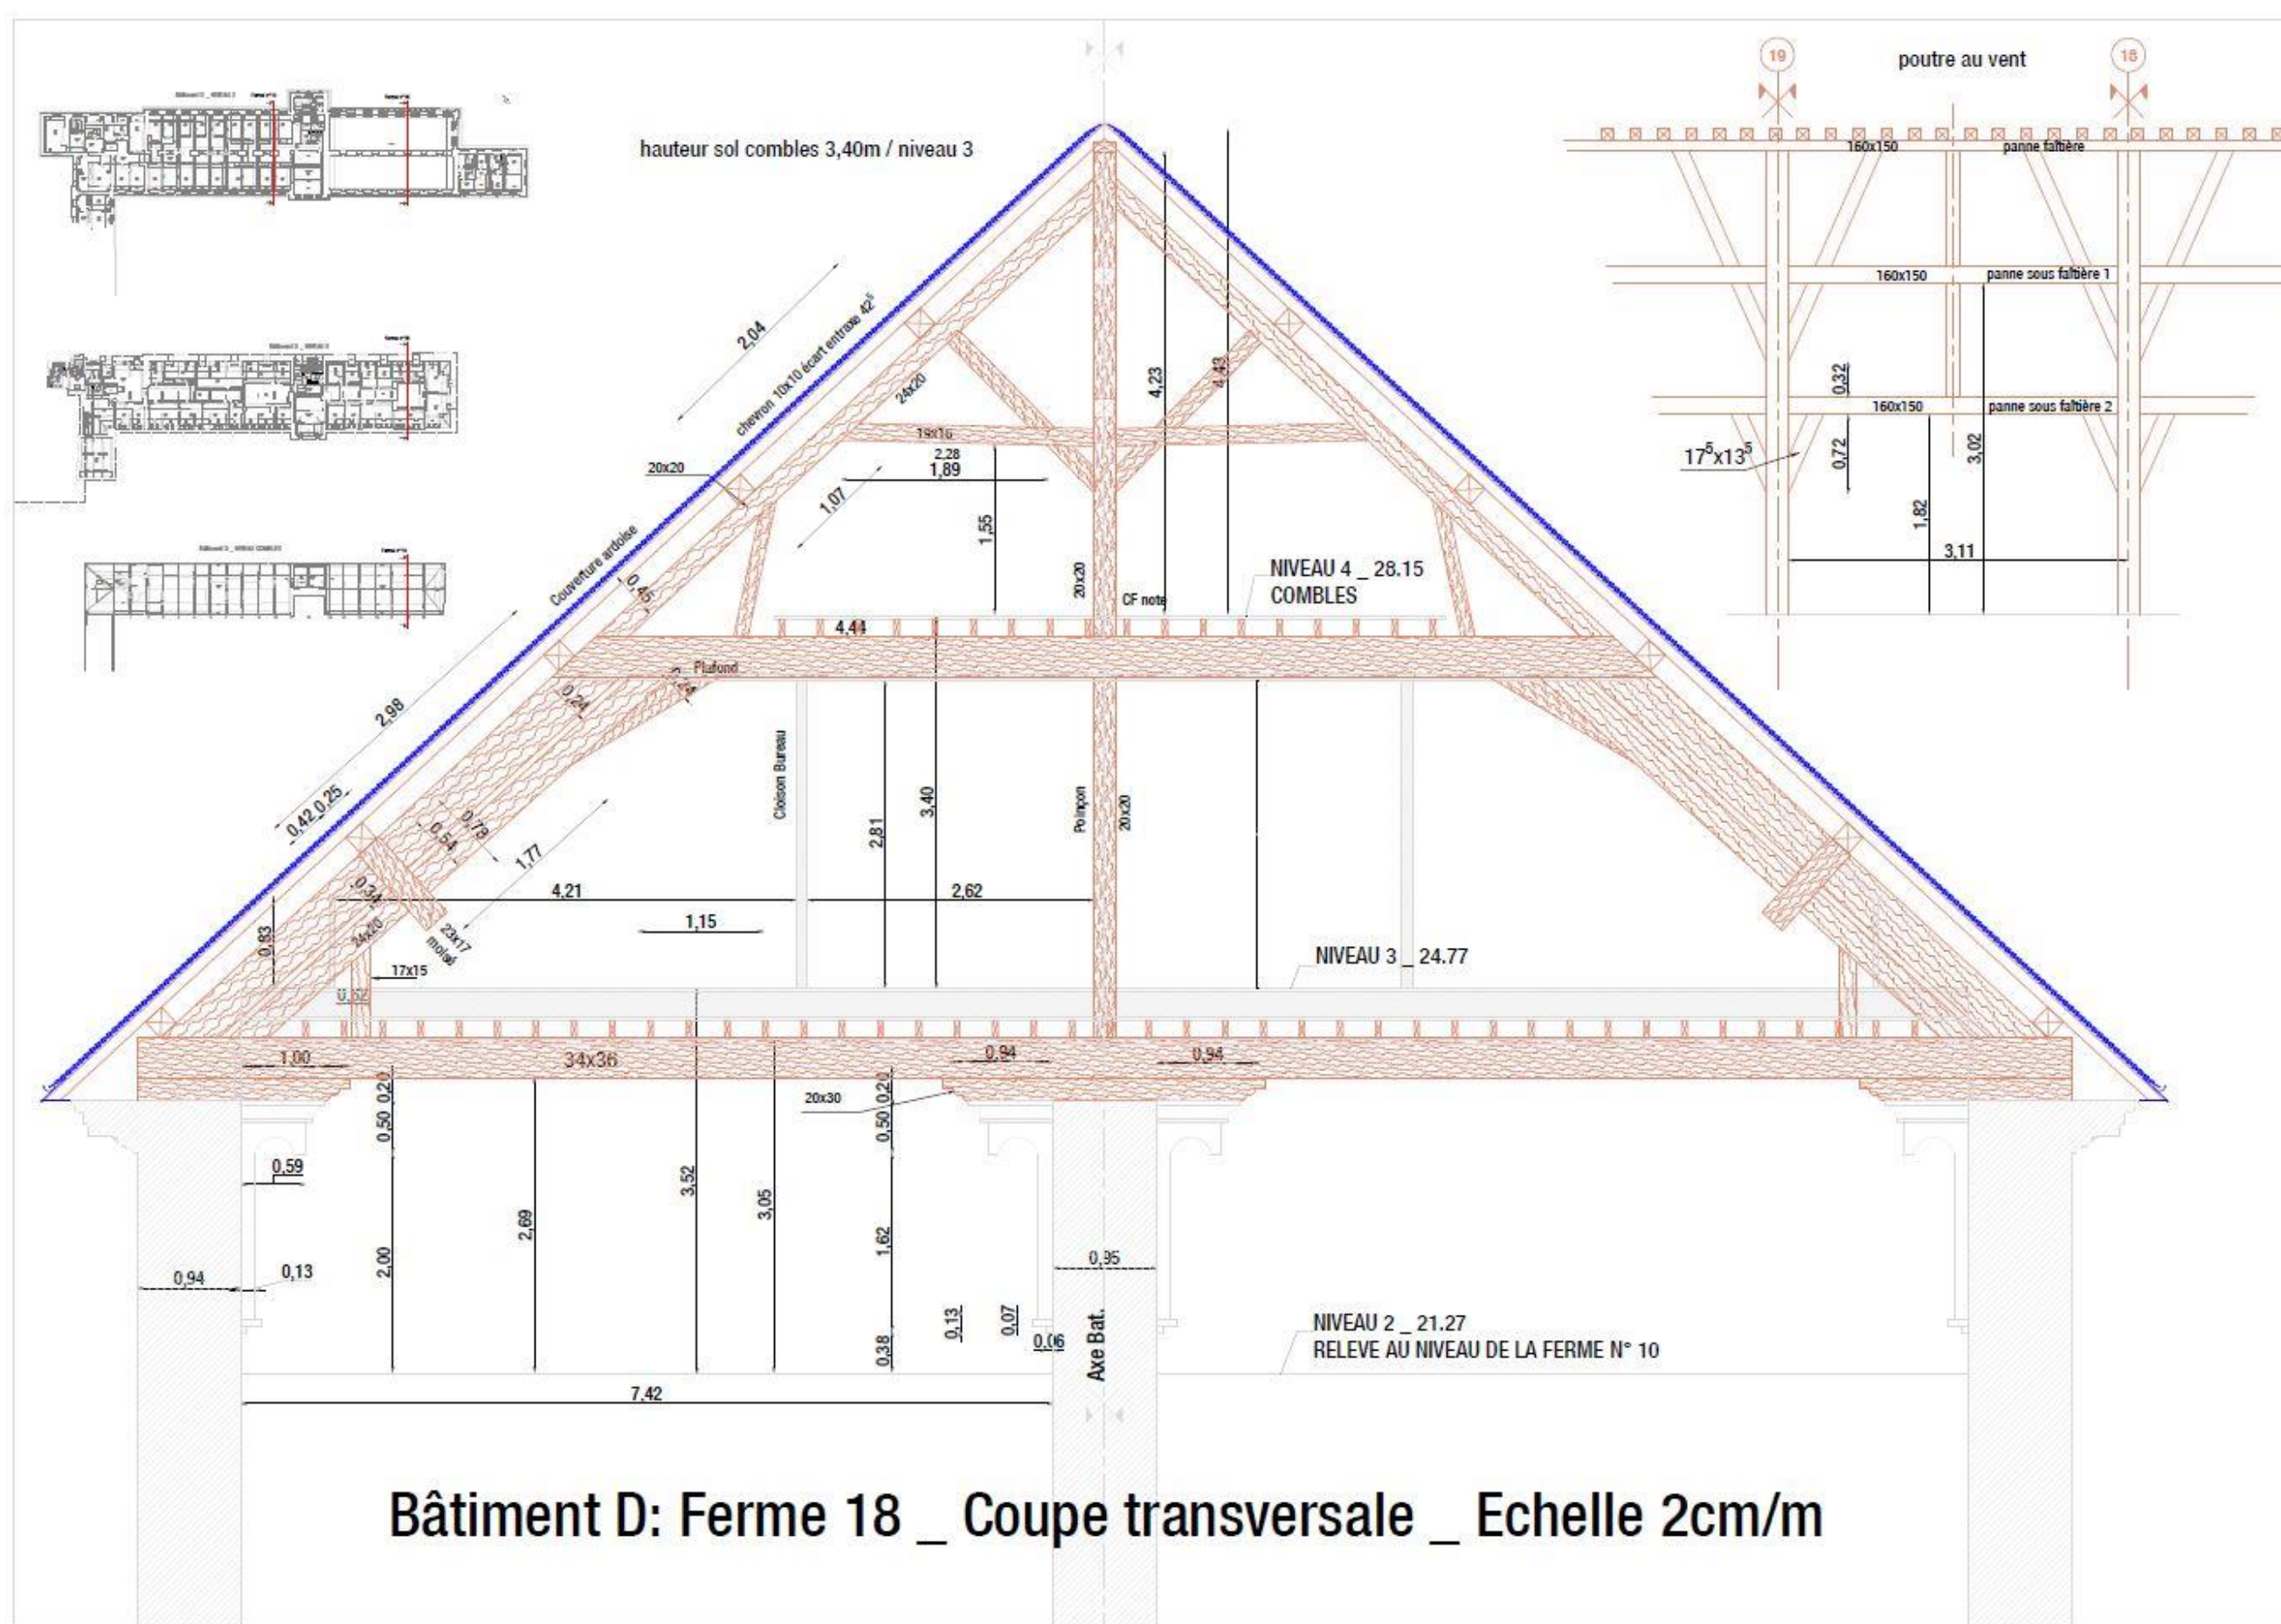 hauteur sol combles 3,40m / niveau 3
poutre au vent
19
18
160x150
panne faîtière
160x150
panne sous faîtière 1
160x150
panne sous faîtière 2
0,32
0,72
17⁵x13⁵
1,82
3,02
3,11
2,04
chevron 10x10 écart entraxe 42⁵
24x20
4,23
4,43
19x16
2,28
1,89
20x20
1,07
1,55
Couverture ardoise
0,45
20x20
CF note
NIVEAU 4 _ 28.15
COMBLES
4,44
Plafond
0,24
2,98
0,42
0,25
0,73
0,54
1,77
Cloison Bureau
2,81
3,40
Poinçon
20x20
4,21
2,62
1,15
0,34
24x20
23x17
moisé
0,83
17x15
0,52
NIVEAU 3 _ 24.77
1,00
34x36
0,94
0,94
0,20
0,50
2,00
20x30
0,20
0,50
1,62
0,38
0,59
2,69
3,52
3,05
0,94
0,13
0,95
0,13
0,07
0,06
Axe Bat.
NIVEAU 2 _ 21.27
RELEVE AU NIVEAU DE LA FERME N° 10
7,42
Bâtiment D: Ferme 18 _ Coupe transversale _ Echelle 2cm/m